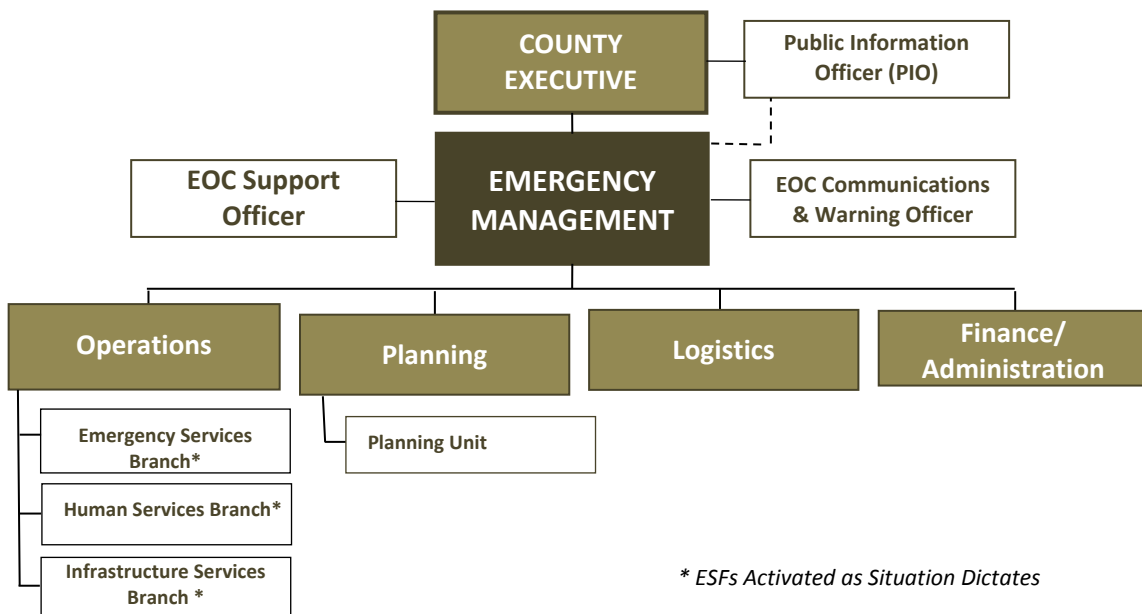 COUNTY
EXECUTIVE
Public Information
Officer (PIO)
EOC Support
Officer
EMERGENCY
MANAGEMENT
EOC Communications
& Warning Officer
Operations
Planning
Logistics
Finance/
Administration
Emergency Services
Branch*
Planning Unit
Human Services Branch*
Infrastructure Services
Branch *
* ESFs Activated as Situation Dictates